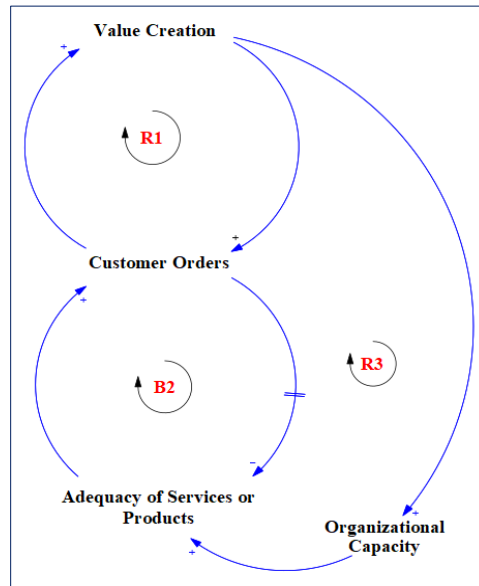 Value Creation
+
R1
+
Customer Orders
+
B2
R3
–
Adequacy of Services or
Products
+
Organizational
Capacity
+